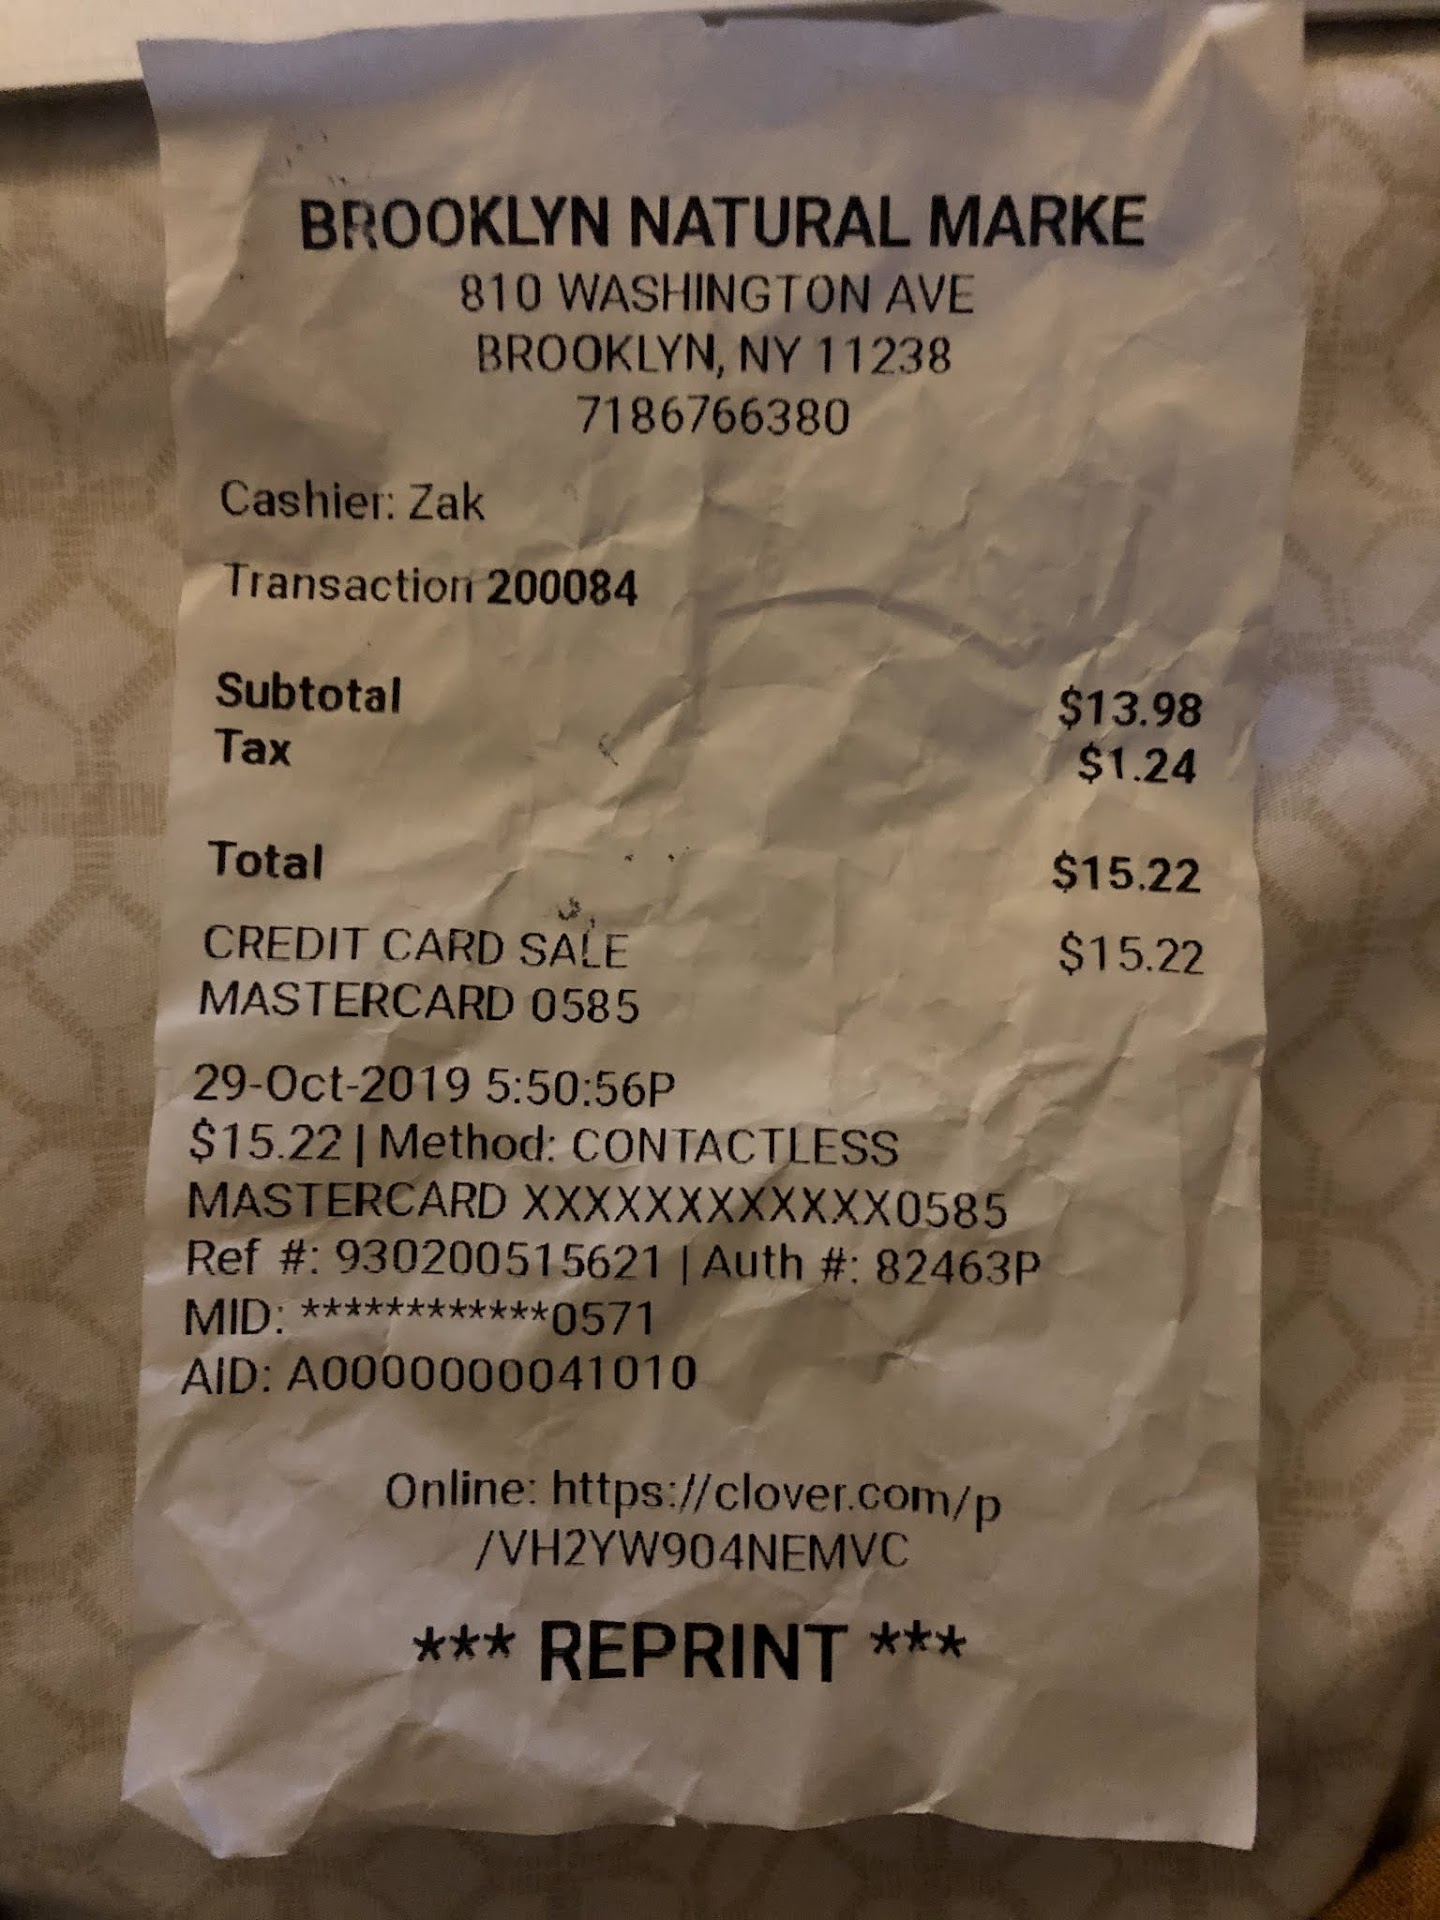 BROOKLYN NATURAL MARKE
810 WASHINGTON AVE
BROOKLYN, NY 11238
7186766380
Cashier: Zak
Transaction 200084
Subtotal $13.98
Tax $1.24
Total $15.22
CREDIT CARD SALE $15.22
MASTERCARD 0585
29-Oct-2019 5:50:56P
$15.22 | Method: CONTACTLESS
MASTERCARD XXXXXXXXXXXX0585
Ref #: 930200515621 | Auth #: 82463P
MID: ************0571
AID: A0000000041010
Online: https://clover.com/p
/VH2YW904NEMVC
*** REPRINT ***